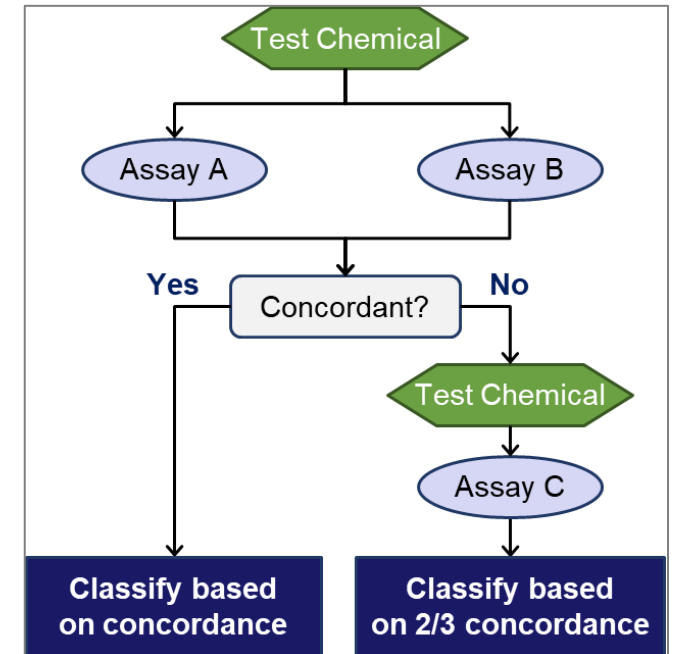 Test Chemical
Assay A
Assay B
Yes
No
Concordant?
Test Chemical
Assay C
Classify based
on concordance
Classify based
on 2/3 concordance